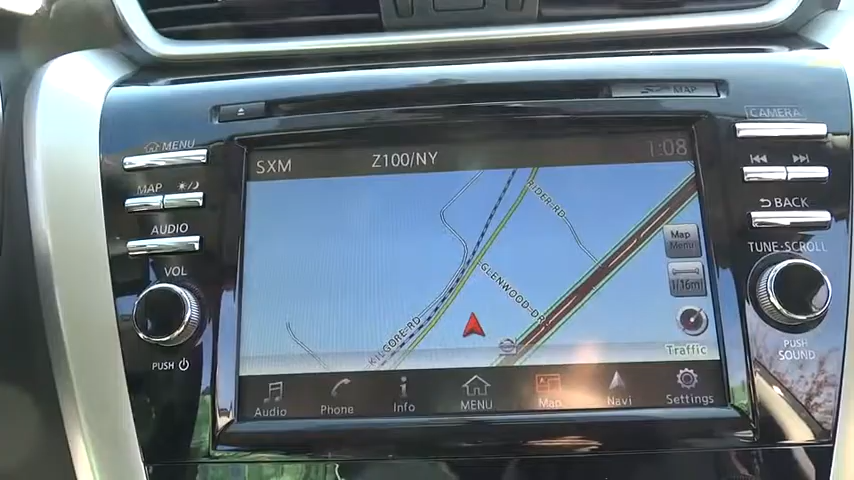 MAP
CAMERA
MENU
MAP
AUDIO
VOL
PUSH
SXM
Z100/NY
1:08
RIDER-RD
GLENWOOD-DR
KILGORE-RD
Map
Menu
1/16mi
Traffic
Audio
Phone
Info
MENU
Map
Navi
Settings
BACK
TUNE·SCROLL
PUSH
SOUND